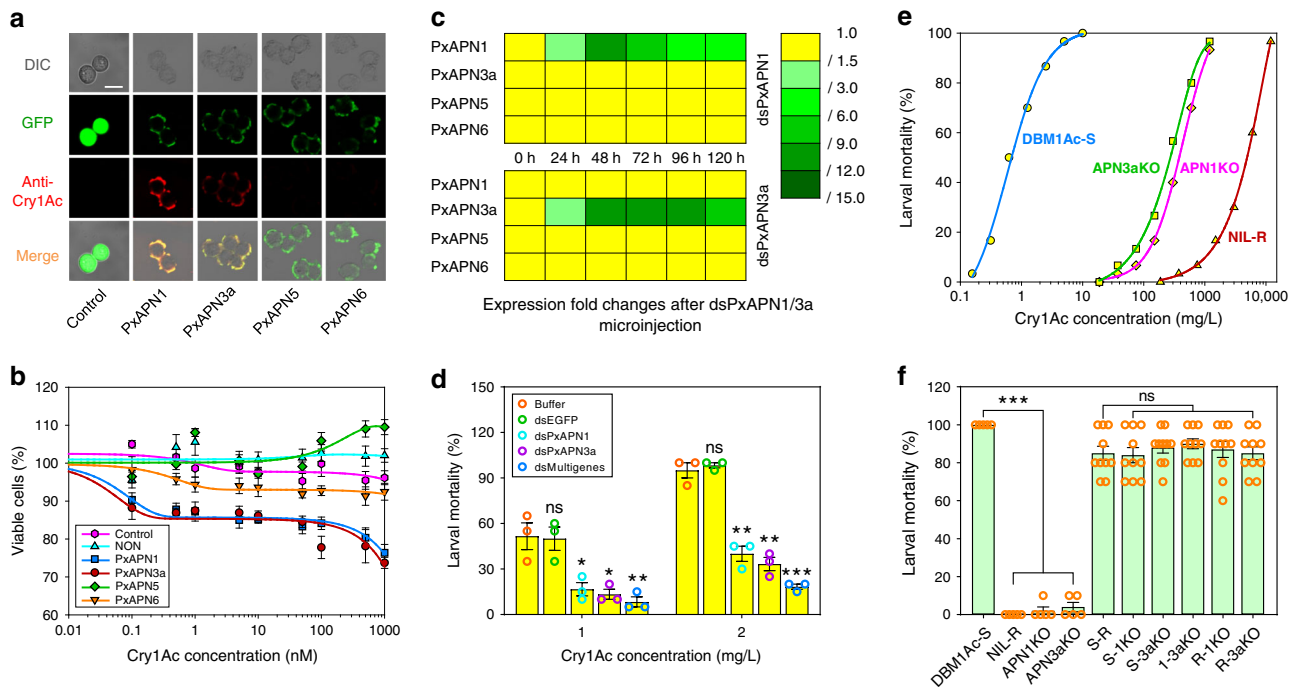 a
DIC
GFP
Anti-
Cry1Ac
Merge
Control
PxAPN1
PxAPN3a
PxAPN5
PxAPN6
b
120
110
100
90
80
70
60
Viable cells (%)
Control
NON
PxAPN1
PxAPN3a
PxAPN5
PxAPN6
0.01
0.1
1
10
100
1000
Cry1Ac concentration (nM)
c
PxAPN1
PxAPN3a
PxAPN5
PxAPN6
dsPxAPN1
0 h 24 h 48 h 72 h 96 h 120 h
PxAPN1
PxAPN3a
PxAPN5
PxAPN6
dsPxAPN3a
1.0
/ 1.5
/ 3.0
/ 6.0
/ 9.0
/ 12.0
/ 15.0
Expression fold changes after dsPxAPN1/3a
microinjection
d
150
120
90
60
30
0
Larval mortality (%)
Buffer
dsEGFP
dsPxAPN1
dsPxAPN3a
dsMultigenes
ns
*
*
**
ns
**
**
***
1
2
Cry1Ac concentration (mg/L)
e
100
80
60
40
20
0
Larval mortality (%)
DBM1Ac-S
APN3aKO
APN1KO
NIL-R
0.1
1
10
100
1000
10,000
Cry1Ac concentration (mg/L)
f
140
120
100
80
60
40
20
0
Larval mortality (%)
***
ns
DBM1Ac-S
NIL-R
APN1KO
APN3aKO
S-R
S-1KO
S-3aKO
1-3aKO
R-1KO
R-3aKO